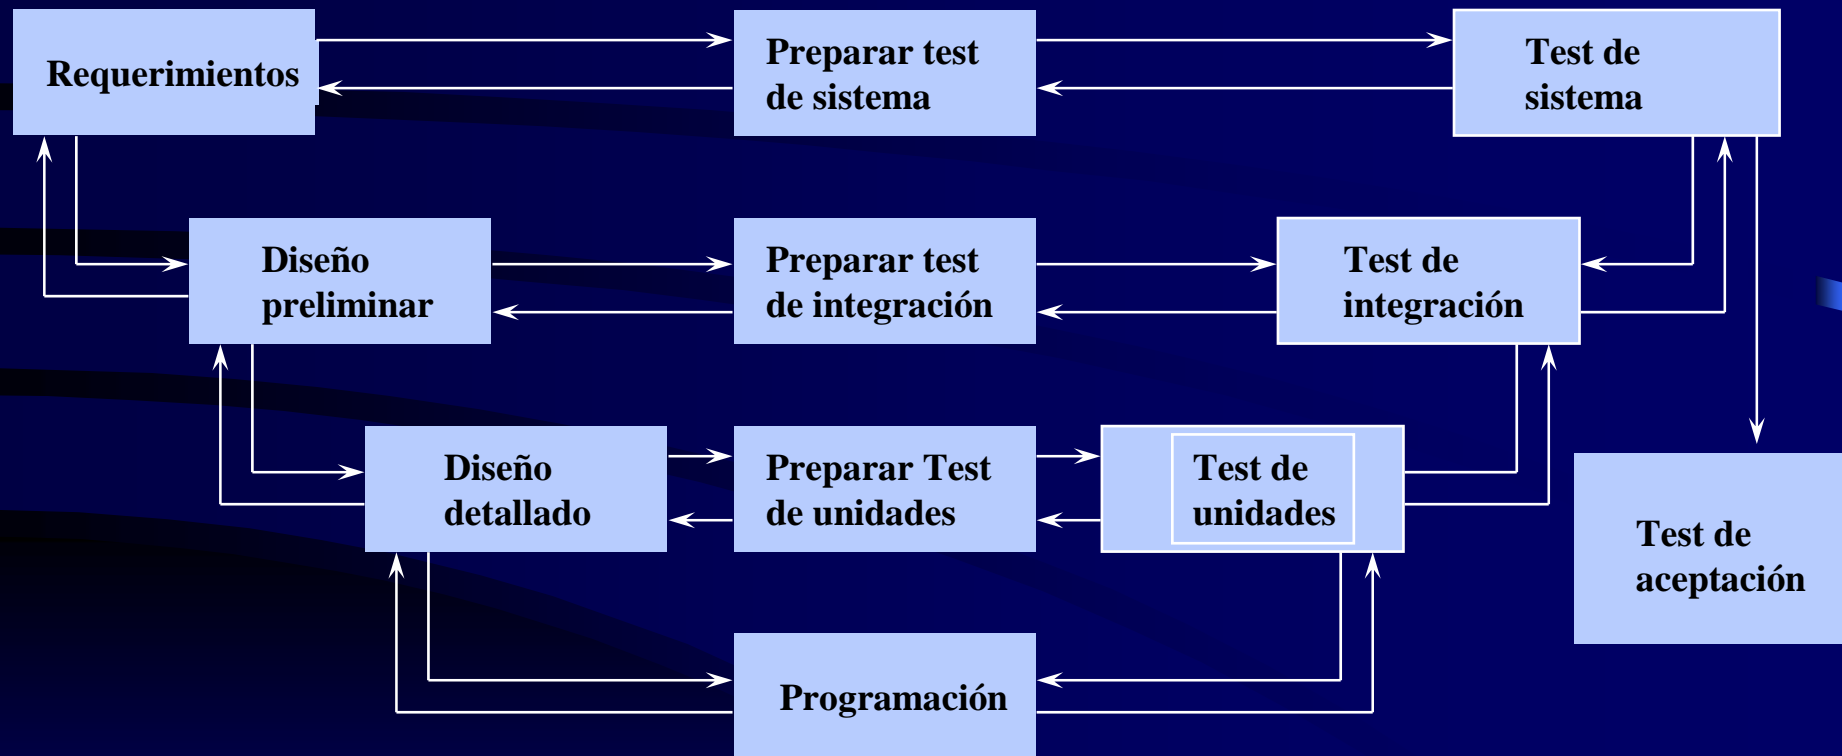 Requerimientos
Preparar test
de sistema
Test de
sistema
Diseño
preliminar
Preparar test
de integración
Test de
integración
Diseño
detallado
Preparar Test
de unidades
Test de
unidades
Test de
aceptación
Programación